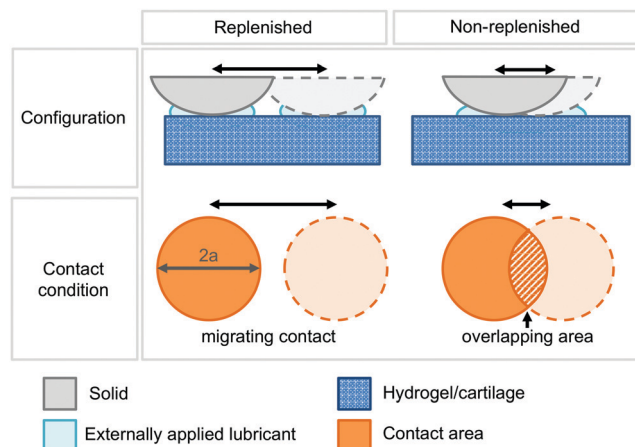 Replenished
Non-replenished
Configuration
Contact
condition
2a
migrating contact
overlapping area
Solid
Hydrogel/cartilage
Externally applied lubricant
Contact area